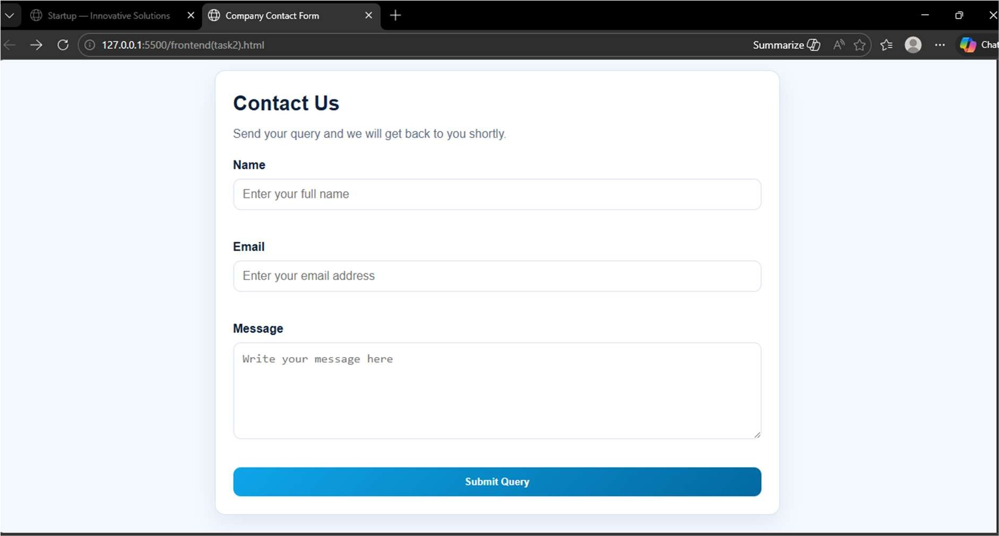 Startup — Innovative Solutions
Company Contact Form
127.0.0.1:5500/frontend(task2).html
Summarize
Chat
Contact Us
Send your query and we will get back to you shortly.
Name
Enter your full name
Email
Enter your email address
Message
Write your message here
Submit Query